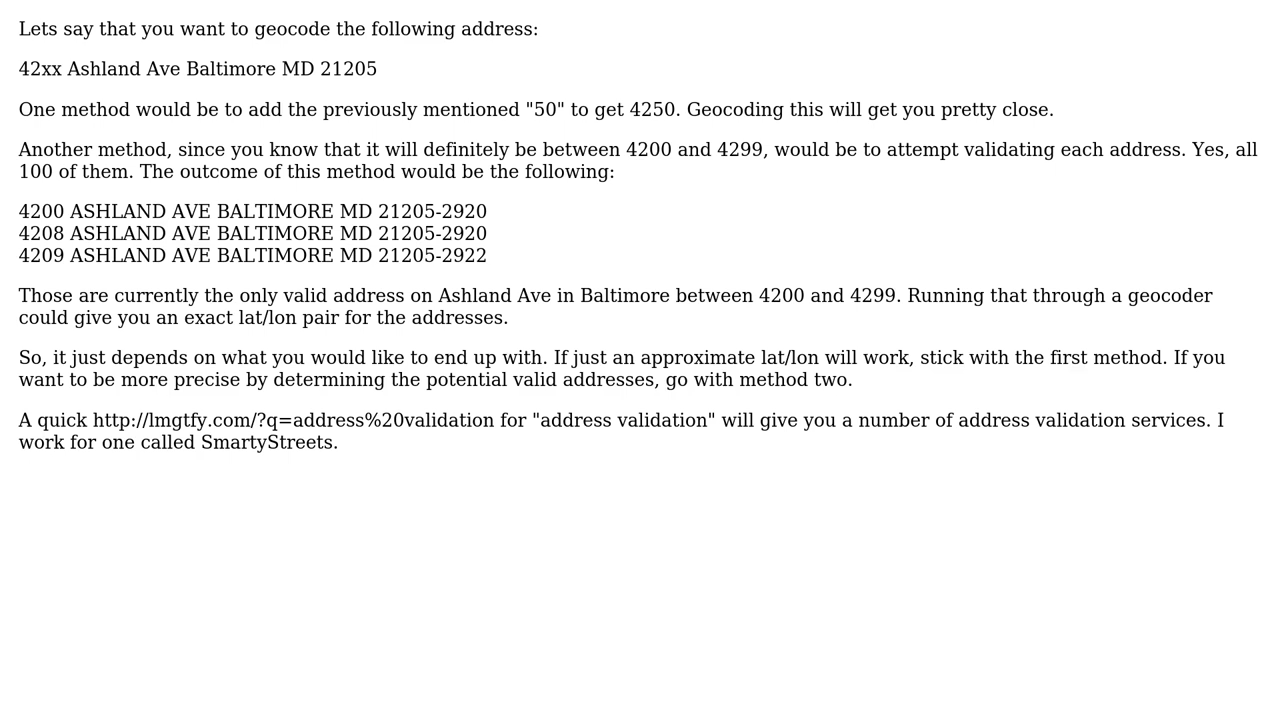 Lets say that you want to geocode the following address:
42xx Ashland Ave Baltimore MD 21205
One method would be to add the previously mentioned "50" to get 4250. Geocoding this will get you pretty close.
Another method, since you know that it will definitely be between 4200 and 4299, would be to attempt validating each address. Yes, all
100 of them. The outcome of this method would be the following:
4200 ASHLAND AVE BALTIMORE MD 21205-2920
4208 ASHLAND AVE BALTIMORE MD 21205-2920
4209 ASHLAND AVE BALTIMORE MD 21205-2922
Those are currently the only valid address on Ashland Ave in Baltimore between 4200 and 4299. Running that through a geocoder
could give you an exact lat/lon pair for the addresses.
So, it just depends on what you would like to end up with. If just an approximate lat/lon will work, stick with the first method. If you
want to be more precise by determining the potential valid addresses, go with method two.
A quick http://lmgtfy.com/?q=address%20validation for "address validation" will give you a number of address validation services. I
work for one called SmartyStreets.